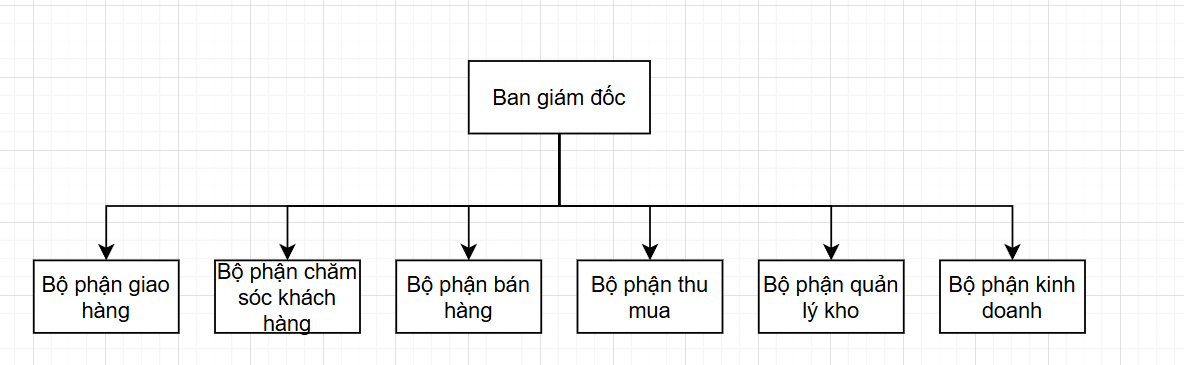 Ban giám đốc
Bộ phận giao
hàng
Bộ phận chăm
sóc khách
hàng
Bộ phận bán
hàng
Bộ phận thu
mua
Bộ phận quản
lý kho
Bộ phận kinh
doanh